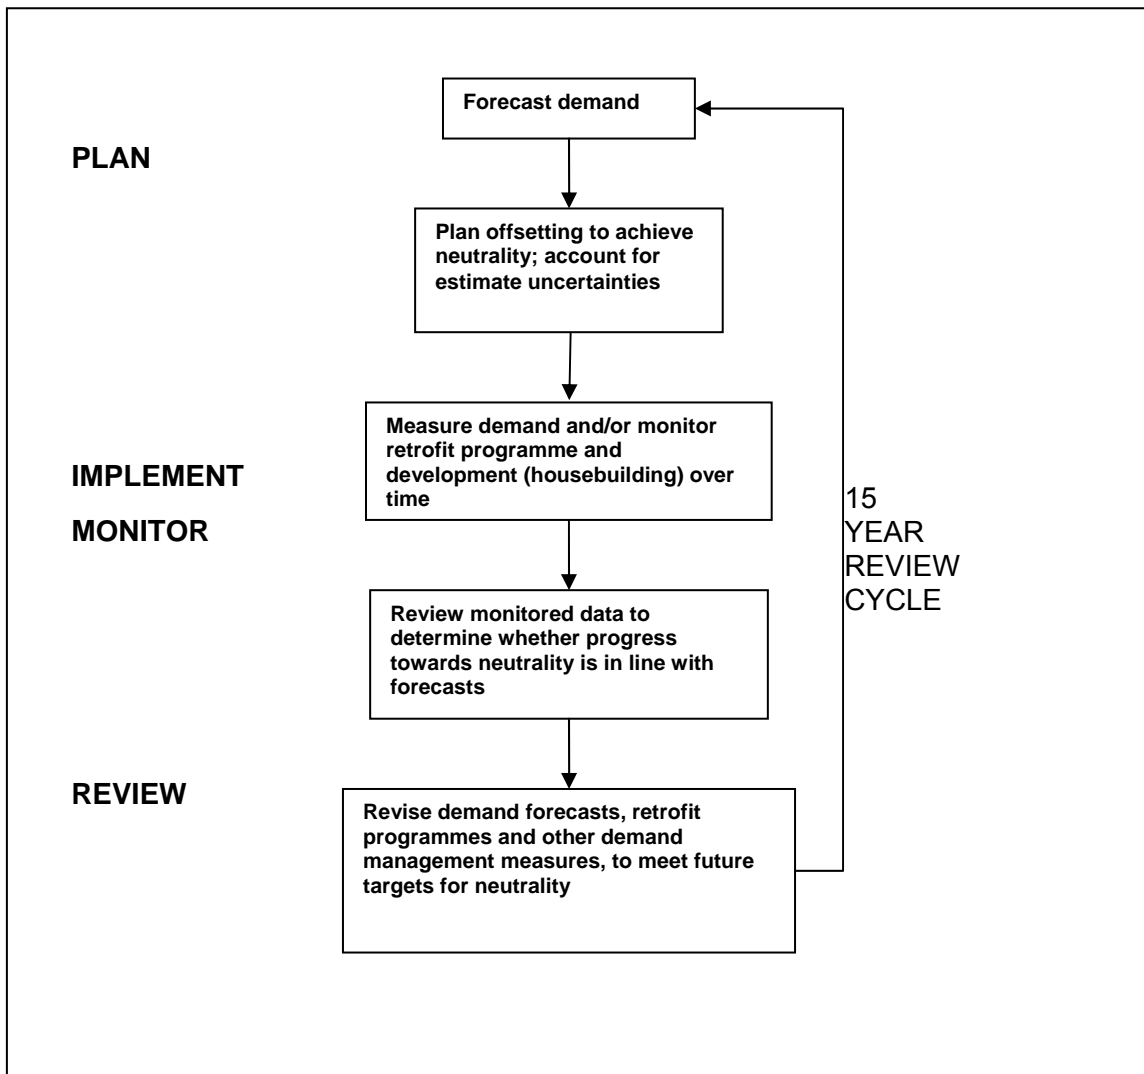 Forecast demand
PLAN
Plan offsetting to achieve
neutrality; account for
estimate uncertainties
Measure demand and/or monitor
retrofit programme and
development (housebuilding) over
time
IMPLEMENT
MONITOR
15
YEAR
REVIEW
CYCLE
Review monitored data to
determine whether progress
towards neutrality is in line with
forecasts
REVIEW
Revise demand forecasts, retrofit
programmes and other demand
management measures, to meet future
targets for neutrality